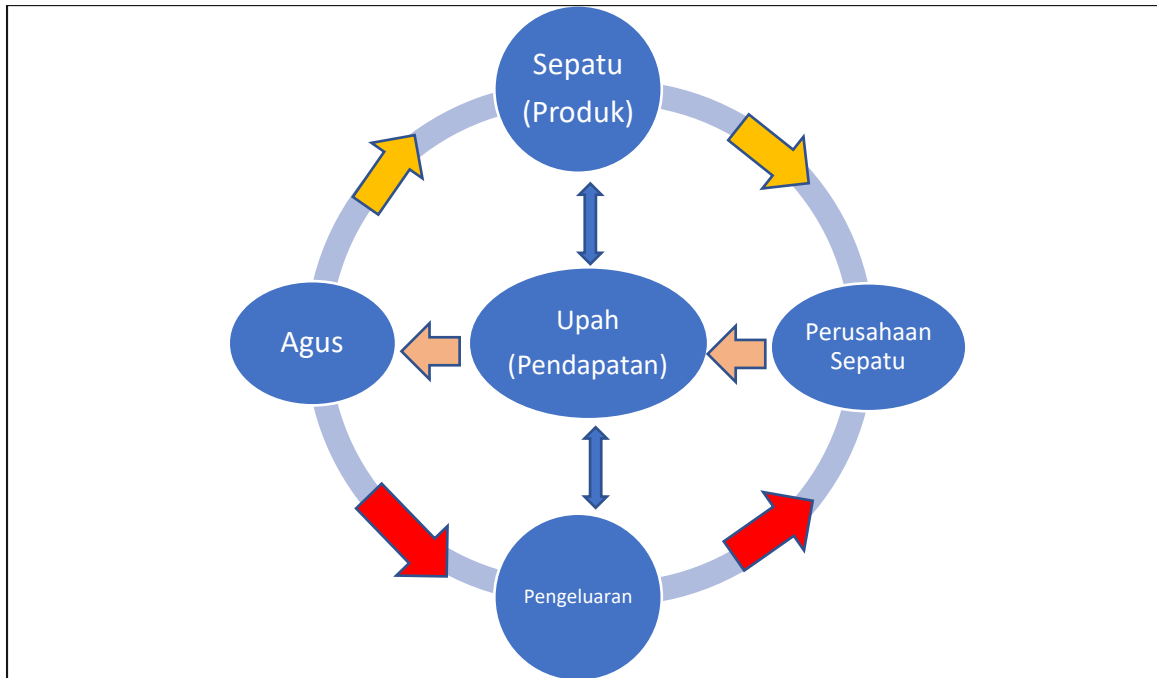 Sepatu
(Produk)
Agus
Upah
(Pendapatan)
Perusahaan
Sepatu
Pengeluaran